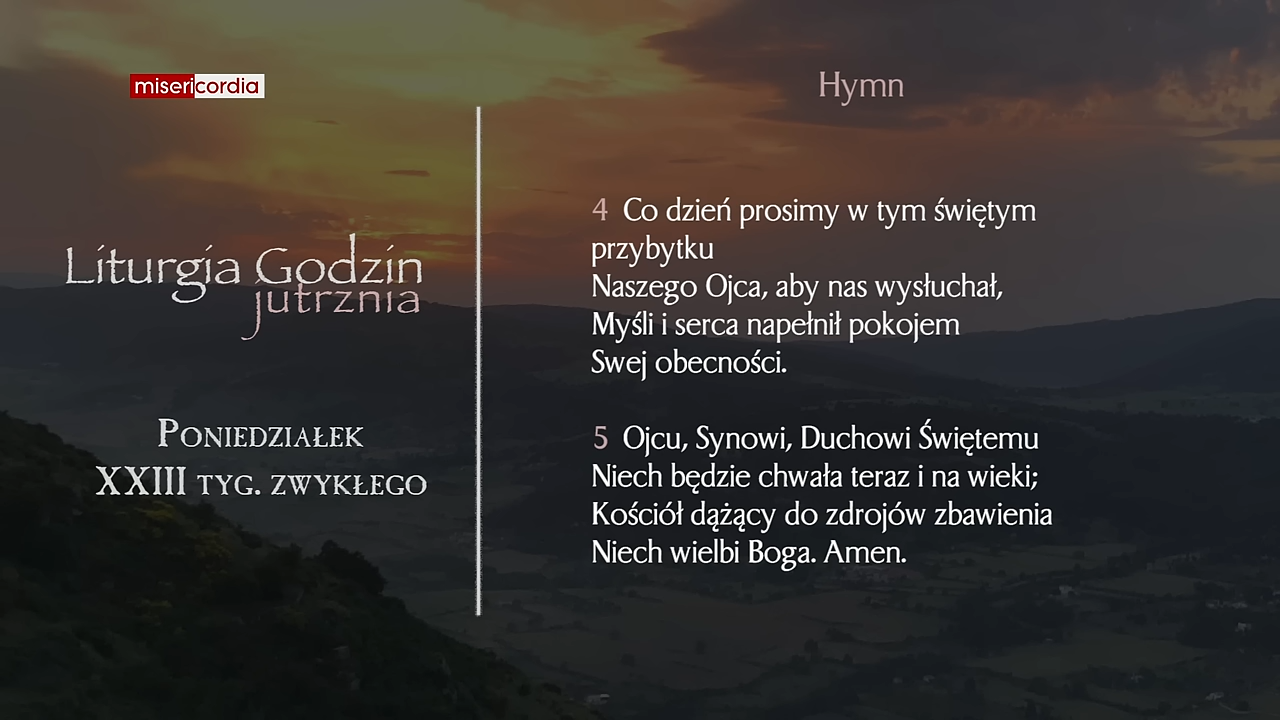 misericordia
Liturgia Godzin
jutrznia
Poniedziałek
XXIII tyg. zwykłego
Hymn
4 Co dzień prosimy w tym świętym
przybytku
Naszego Ojca, aby nas wysłuchał,
Myśli i serca napełnił pokojem
Swej obecności.
5 Ojcu, Synowi, Duchowi Świętemu
Niech będzie chwała teraz i na wieki;
Kościół dążący do zdrojów zbawienia
Niech wielbi Boga. Amen.